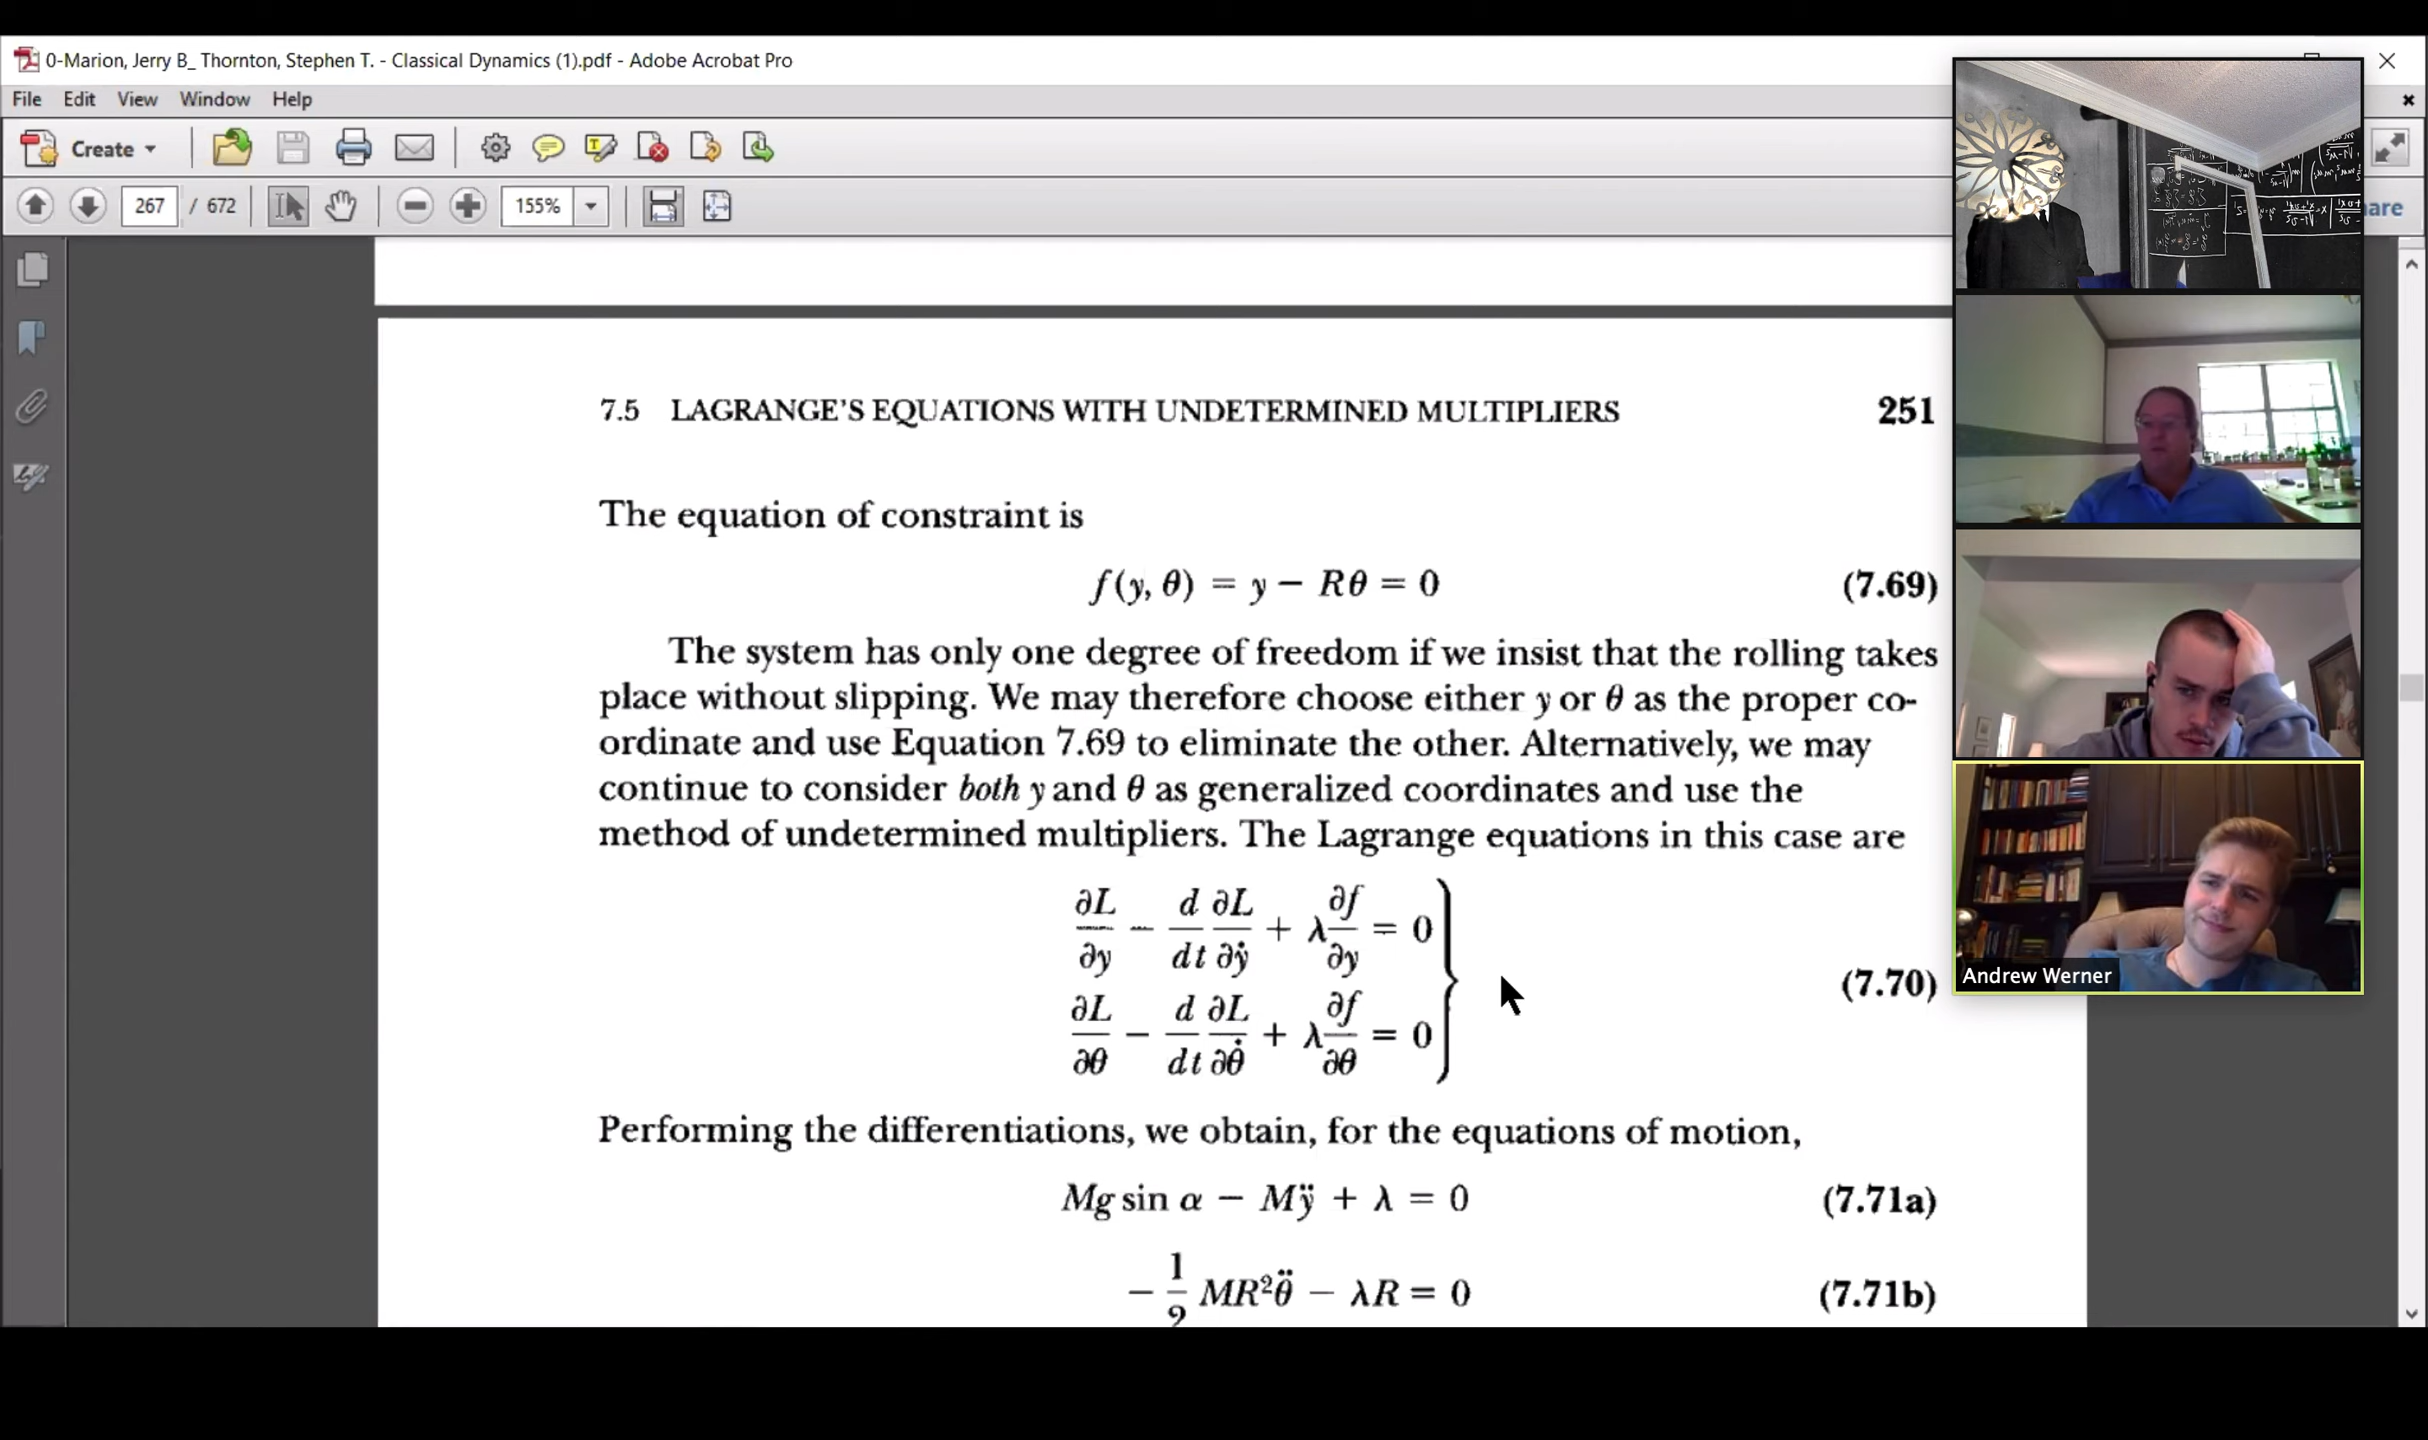 0-Marion, Jerry B_ Thornton, Stephen T. - Classical Dynamics (1).pdf - Adobe Acrobat Pro
File Edit View Window Help
Create
267 / 672 155%
7.5 LAGRANGE'S EQUATIONS WITH UNDETERMINED MULTIPLIERS 251
The equation of constraint is
f(y, θ) = y − Rθ = 0 (7.69)
The system has only one degree of freedom if we insist that the rolling takes
place without slipping. We may therefore choose either y or θ as the proper co-
ordinate and use Equation 7.69 to eliminate the other. Alternatively, we may
continue to consider both y and θ as generalized coordinates and use the
method of undetermined multipliers. The Lagrange equations in this case are
∂L/∂y − d/dt ∂L/∂ẏ + λ ∂f/∂y = 0
∂L/∂θ − d/dt ∂L/∂θ̇ + λ ∂f/∂θ = 0 (7.70)
Performing the differentiations, we obtain, for the equations of motion,
Mg sin α − Mÿ + λ = 0 (7.71a)
− 1/2 MR²θ̈ − λR = 0 (7.71b)
Andrew Werner